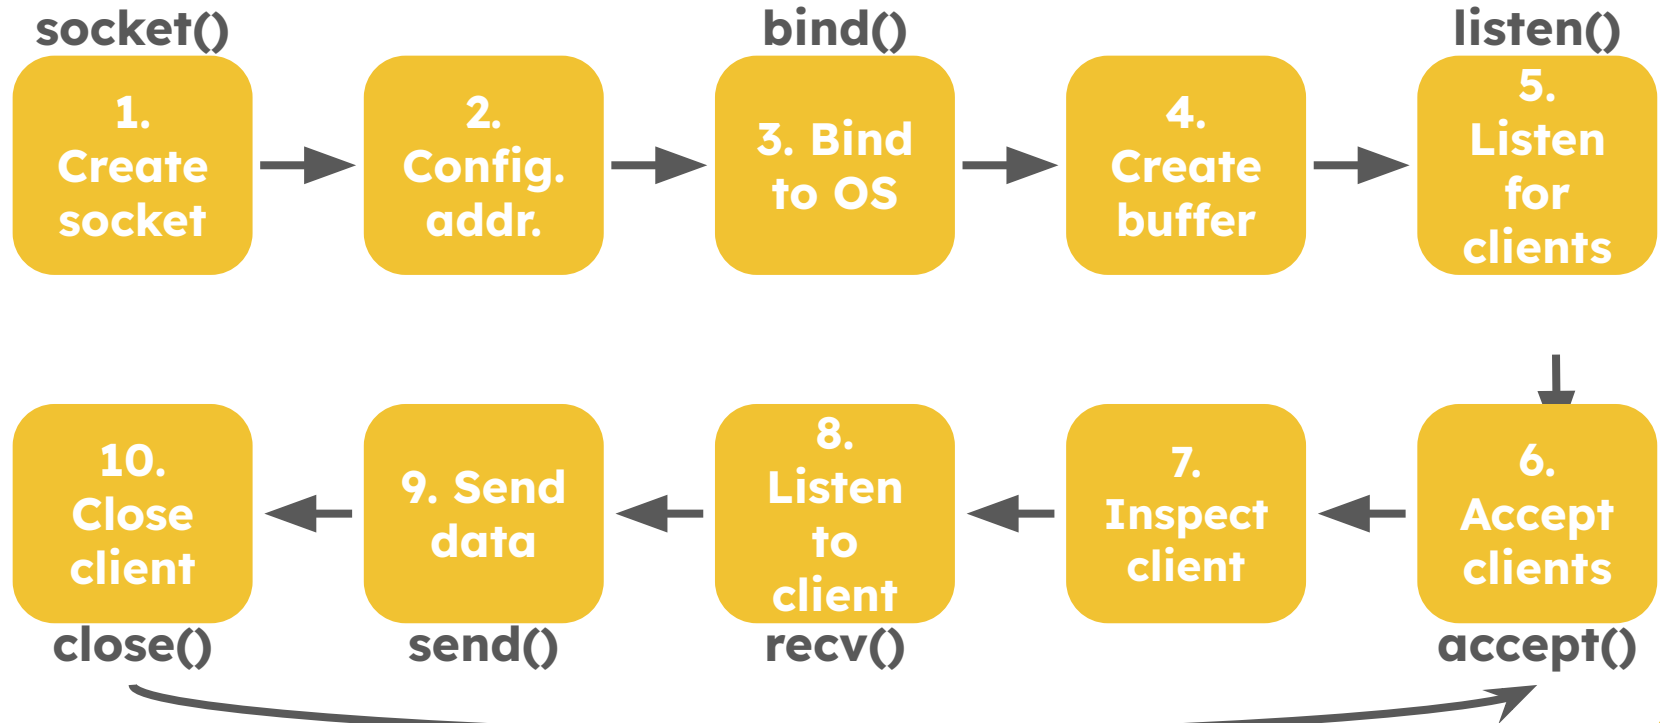 socket()
bind()
listen()
1.
Create
socket
2.
Config.
addr.
3. Bind
to OS
4.
Create
buffer
5.
Listen
for
clients
6.
Accept
clients
accept()
7.
Inspect
client
8.
Listen
to
client
recv()
9. Send
data
send()
10.
Close
client
close()